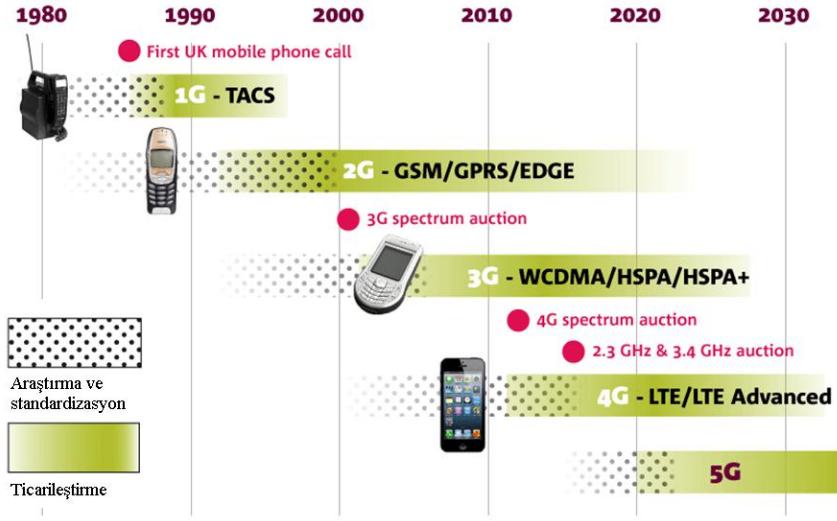 1980 1990 2000 2010 2020 2030
First UK mobile phone call
1G - TACS
2G - GSM/GPRS/EDGE
3G spectrum auction
3G - WCDMA/HSPA/HSPA+
4G spectrum auction
2.3 GHz & 3.4 GHz auction
Araştırma ve
standardizasyon
4G - LTE/LTE Advanced
5G
Ticarileştirme